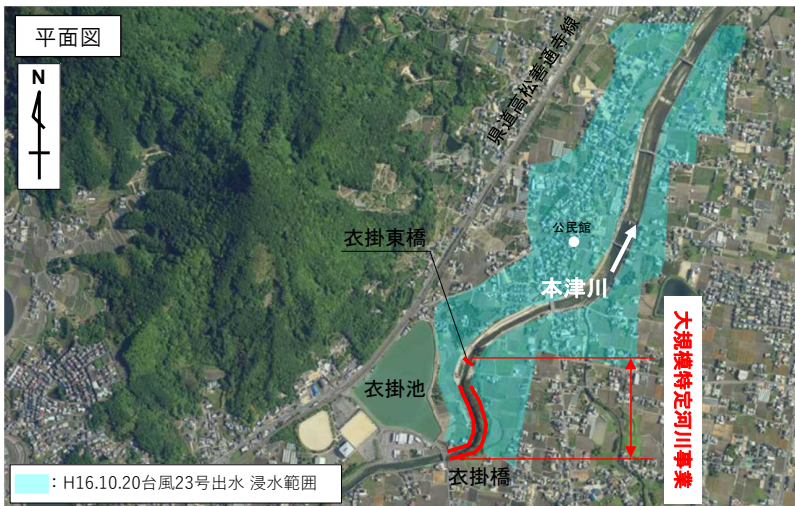 平面図
N
県道高松善通寺線
公民館
衣掛東橋
本津川
大規模特定河川事業
衣掛池
衣掛橋
：H16.10.20台風23号出水 浸水範囲